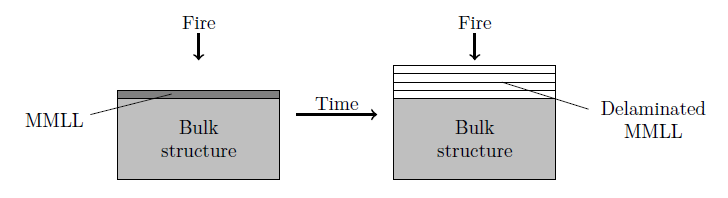 Fire
Fire
MMLL
Bulk
structure
Time
Bulk
structure
Delaminated
MMLL